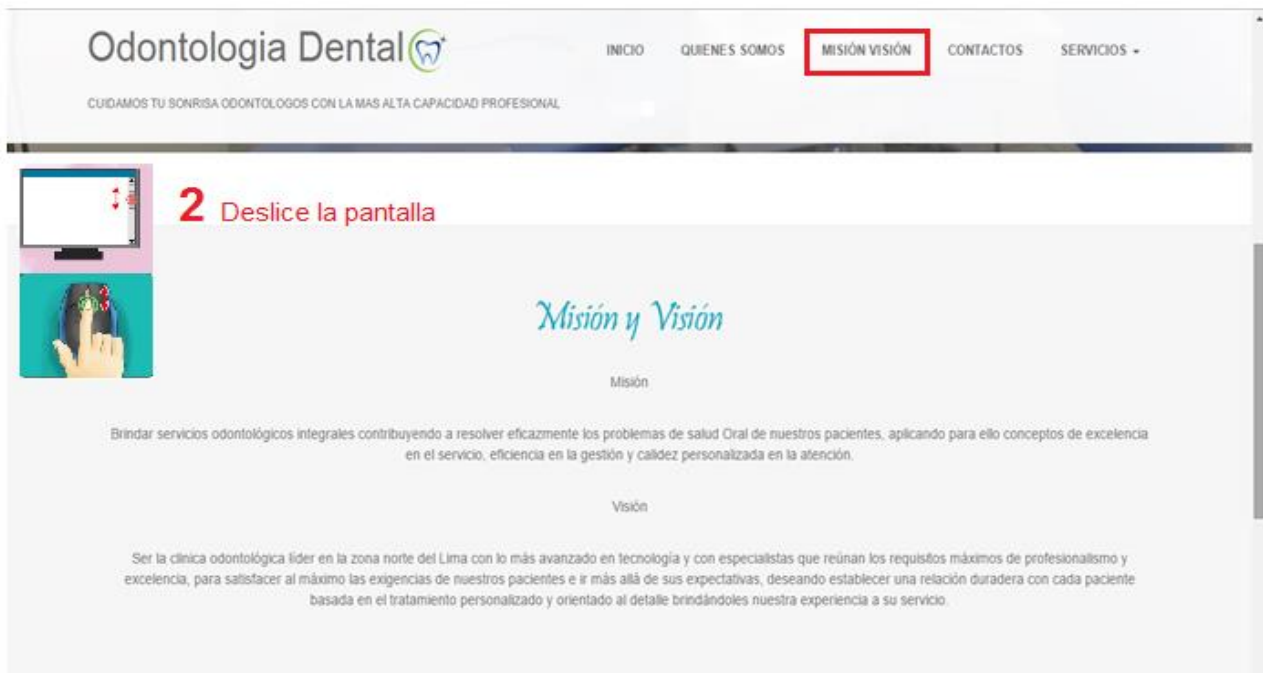 Odontologia Dental
INICIO QUIENES SOMOS MISIÓN VISIÓN CONTACTOS SERVICIOS
CUIDAMOS TU SONRISA ODONTOLOGOS CON LA MAS ALTA CAPACIDAD PROFESIONAL
2 Deslice la pantalla
Misión y Visión
Misión
Brindar servicios odontológicos integrales contribuyendo a resolver eficazmente los problemas de salud Oral de nuestros pacientes, aplicando para ello conceptos de excelencia
en el servicio, eficiencia en la gestión y calidez personalizada en la atención.
Visión
Ser la clinica odontológica líder en la zona norte del Lima con lo más avanzado en tecnología y con especialistas que reúnan los requisitos máximos de profesionalismo y
excelencia, para satisfacer al máximo las exigencias de nuestros pacientes e ir más allá de sus expectativas, deseando establecer una relación duradera con cada paciente
basada en el tratamiento personalizado y orientado al detalle brindándoles nuestra experiencia a su servicio.